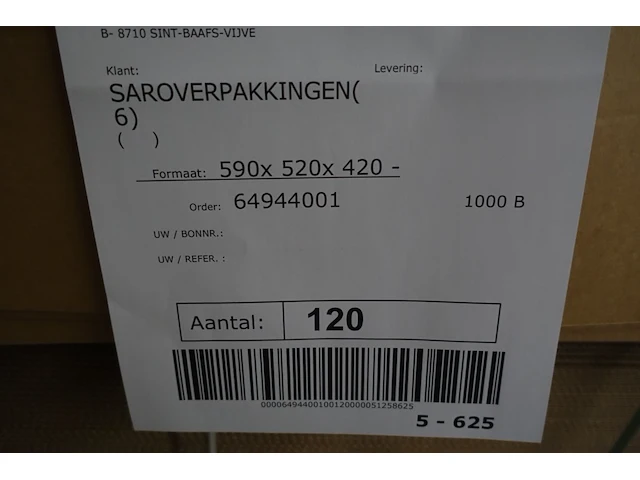 B- 8710 SINT-BAAFS-VIJVE
Klant: Levering:
SAROVERPAKKINGEN(
6)
( )
Formaat: 590x 520x 420 -
Order: 64944001 1000 B
UW / BONNR.:
UW / REFER. :
Aantal: 120
00006494400100120000051258625
5 - 625